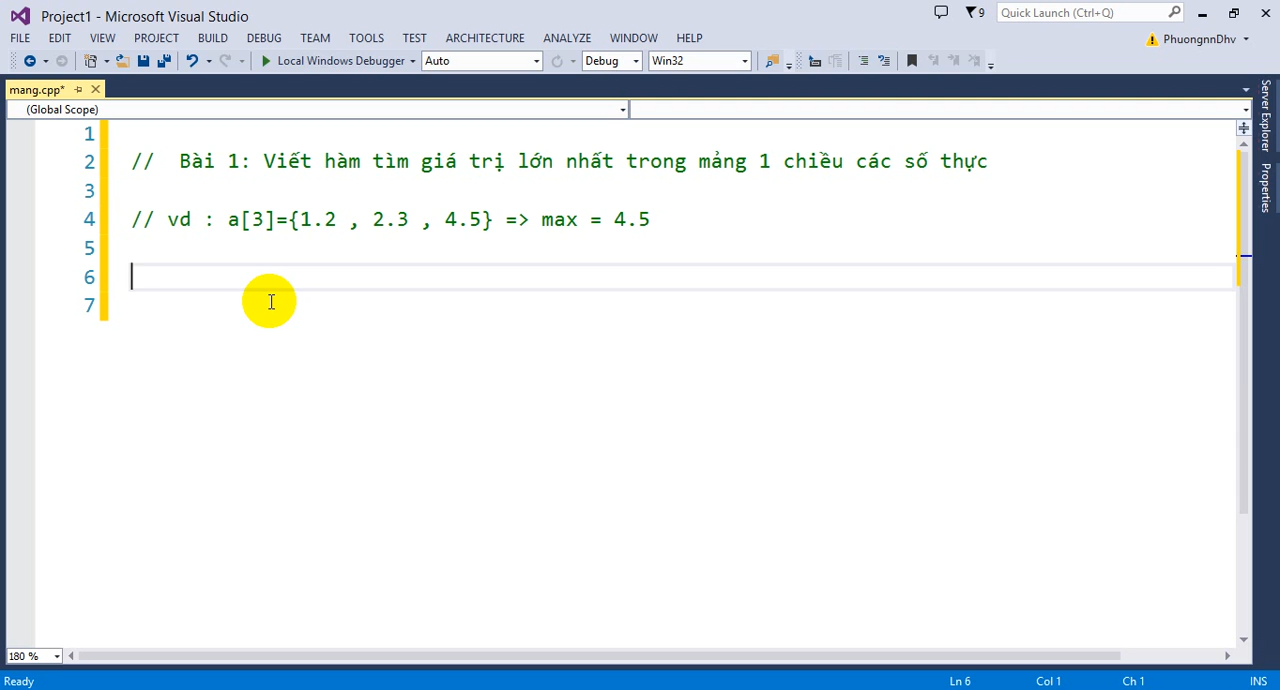 Project1 - Microsoft Visual Studio
9
Quick Launch (Ctrl+Q)
FILE EDIT VIEW PROJECT BUILD DEBUG TEAM TOOLS TEST ARCHITECTURE ANALYZE WINDOW HELP
PhuongnnDhv
Local Windows Debugger Auto Debug Win32
mang.cpp*
(Global Scope)
Server Explorer
Properties
1
2 // Bài 1: Viết hàm tìm giá trị lớn nhất trong mảng 1 chiều các số thực
3
4 // vd : a[3]={1.2 , 2.3 , 4.5} => max = 4.5
5
6
7
180 %
Ready Ln 6 Col 1 Ch 1 INS